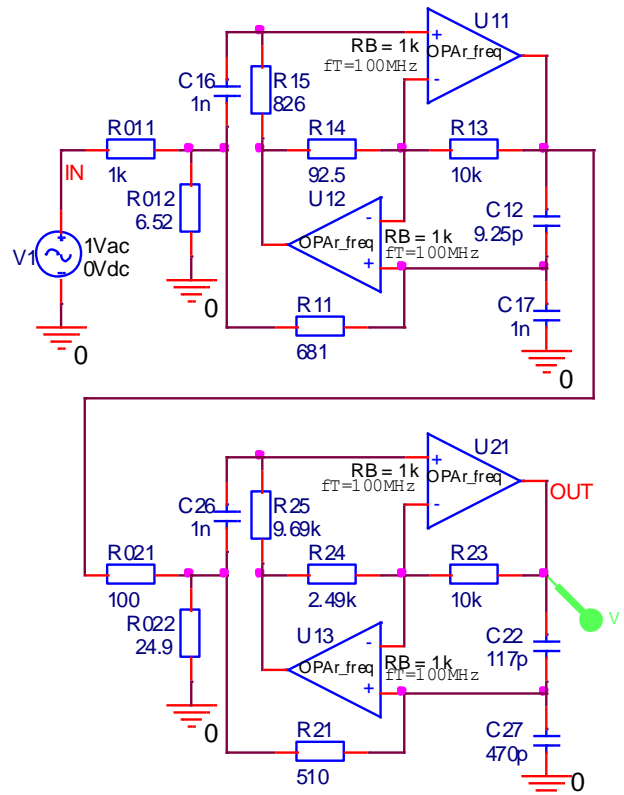 U11
+
-
OPAr_freq
RB = 1k
fT=100MHz
C16
1n
R15
826
R011
1k
IN
R012
6.52
V1
1Vac
0Vdc
0
0
R14
92.5
R13
10k
U12
-
+
OPAr_freq
RB = 1k
fT=100MHz
C12
9.25p
C17
1n
0
R11
681
U21
+
-
OPAr_freq
RB = 1k
fT=100MHz
OUT
C26
1n
R25
9.69k
R021
100
R022
24.9
0
R24
2.49k
R23
10k
V
U13
-
+
OPAr_freq
RB = 1k
fT=100MHz
C22
117p
C27
470p
0
R21
510